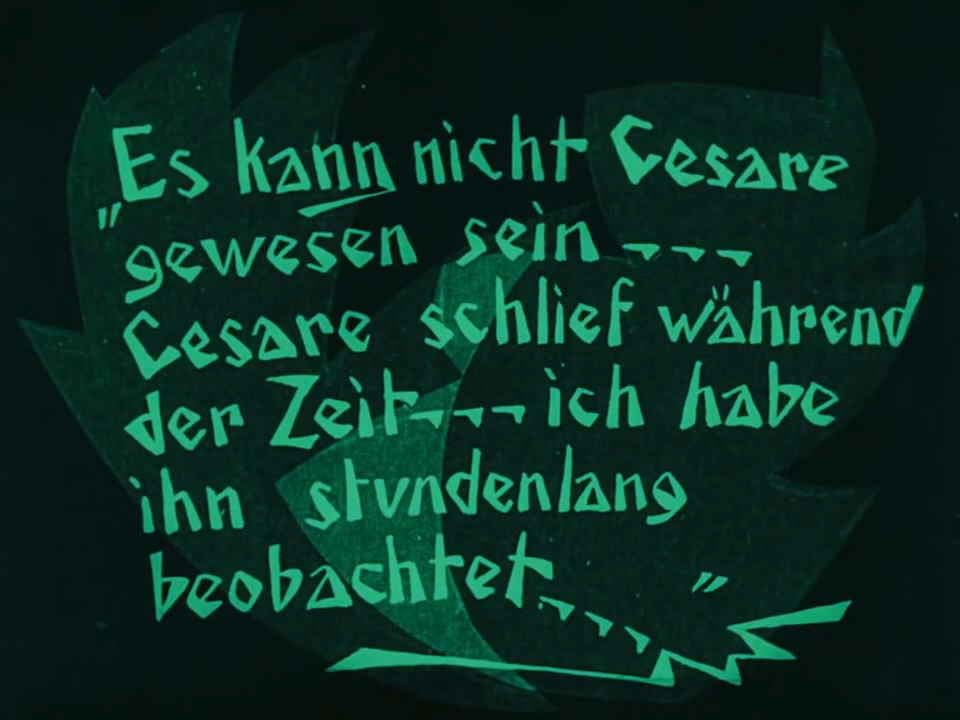 „Es kann nicht Cesare
gewesen sein - - -
Cesare schlief während
der Zeit - - - ich habe
ihn stundenlang
beobachtet - - - - "